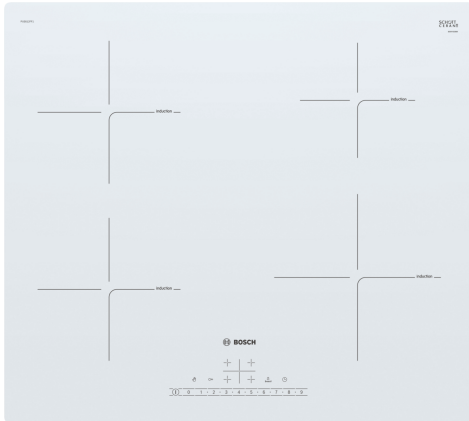 SCHOTT
CERAN®
induction
induction
induction
induction
BOSCH
0 1 • 2 • 3 • 4 • 5 • 6 • 7 • 8 • 9